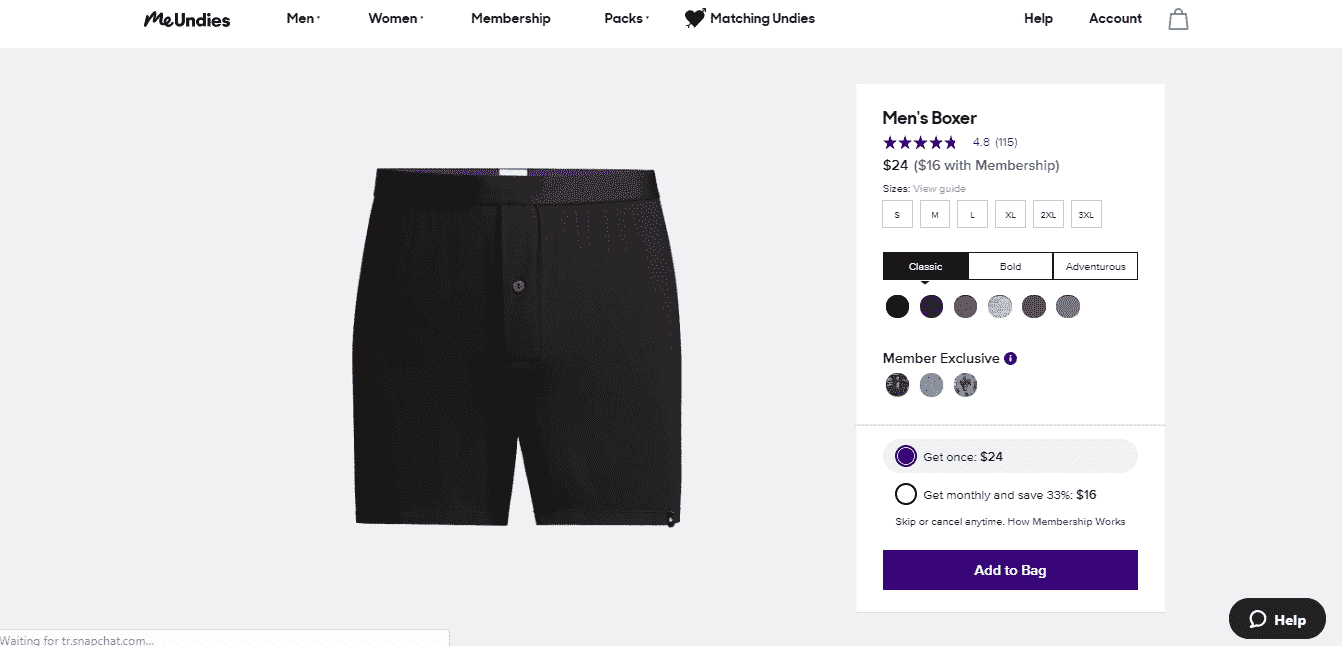 MeUndies Men Women Membership Packs Matching Undies Help Account
Men's Boxer
4.8 (115)
$24 ($16 with Membership)
Sizes: View guide
S M L XL 2XL 3XL
Classic Bold Adventurous
Member Exclusive i
Get once: $24
Get monthly and save 33%: $16
Skip or cancel anytime. How Membership Works
Add to Bag
Help
Waiting for tr.snapchat.com...